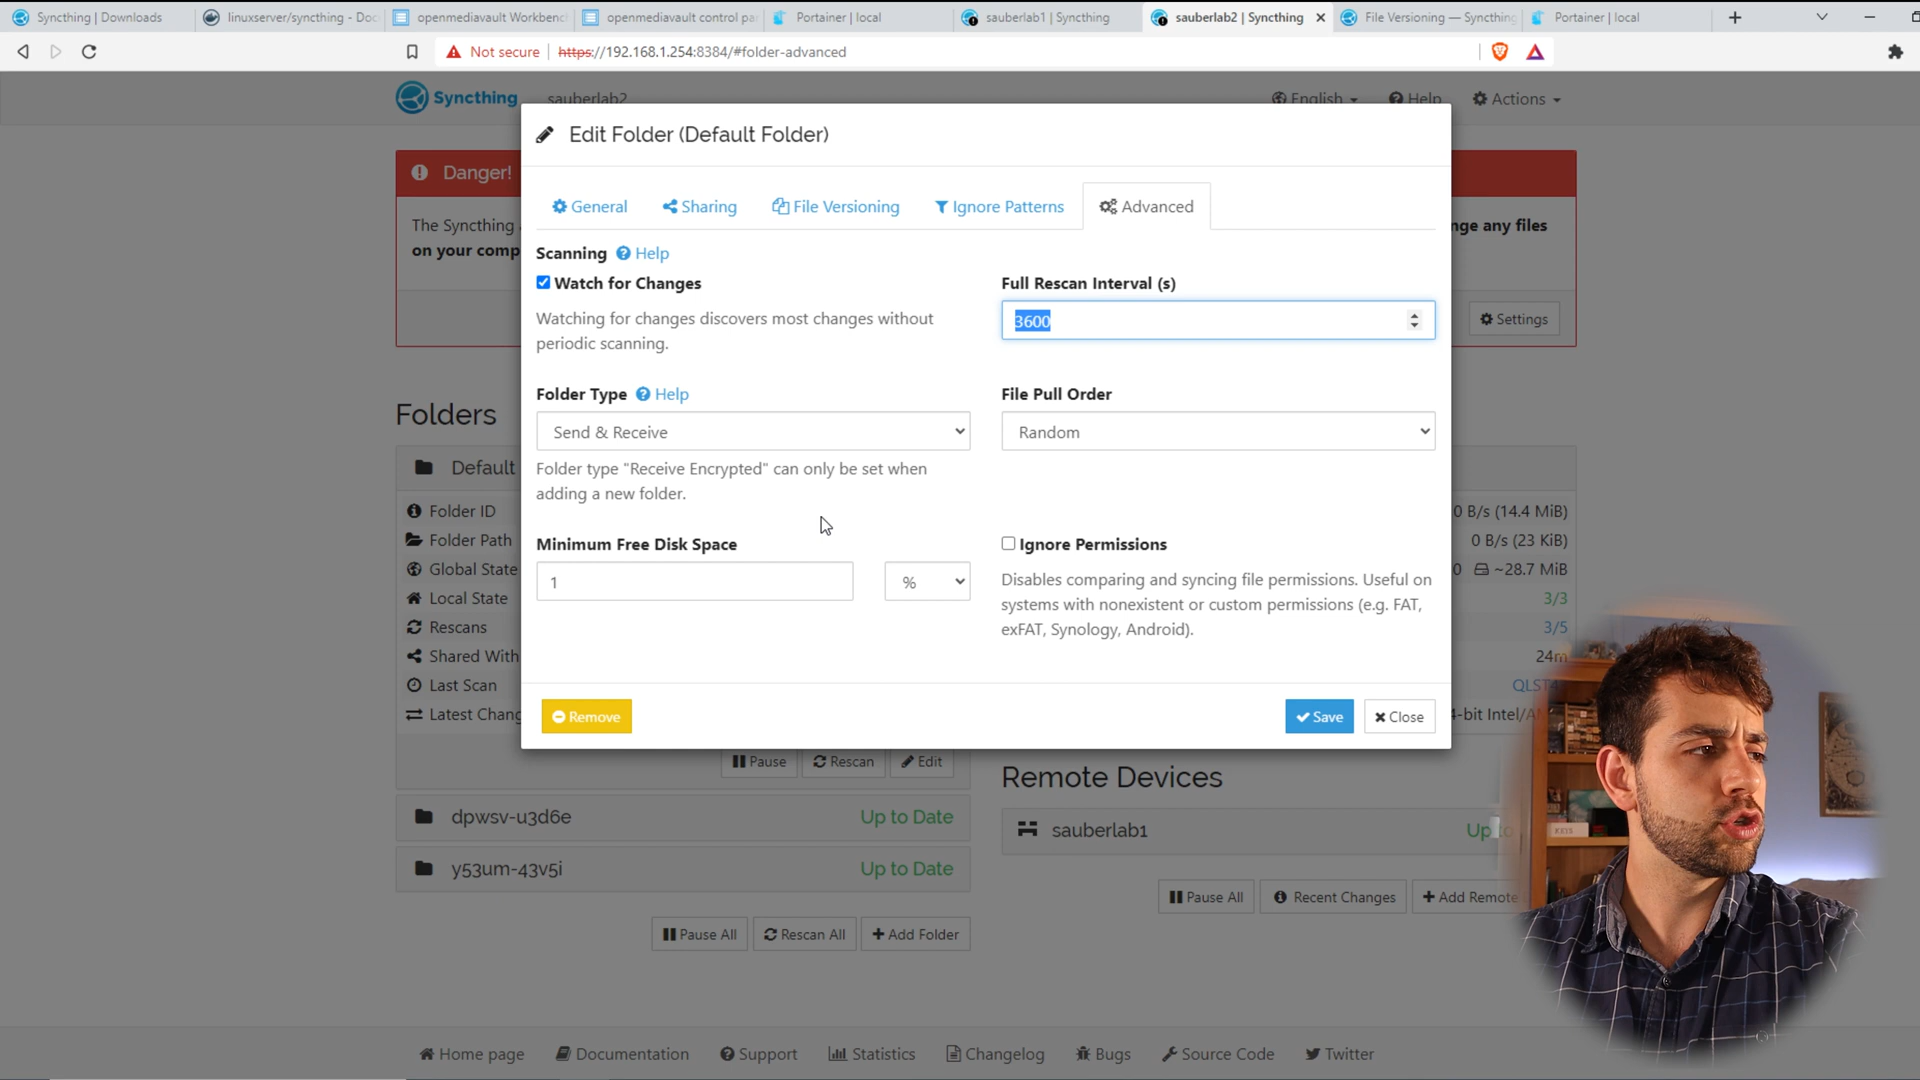 Syncthing | Downloads
linuxserver/syncthing - Doc
openmediavault Workbench
openmediavault control pa
Portainer | local
sauberlab1 | Syncthing
sauberlab2 | Syncthing
File Versioning — Syncthing
Portainer | local
Not secure
https://192.168.1.254:8384/#folder-advanced
Syncthing
sauberlab2
English
Help
Actions
Edit Folder (Default Folder)
Danger!
General
Sharing
File Versioning
Ignore Patterns
Advanced
The Syncthing
nge any files
on your comp
Scanning
Help
Watch for Changes
Full Rescan Interval (s)
Watching for changes discovers most changes without
periodic scanning.
3600
Settings
Folder Type
Help
File Pull Order
Folders
Send & Receive
Random
Folder type "Receive Encrypted" can only be set when
adding a new folder.
Default
Folder ID
0 B/s (14.4 MiB)
Folder Path
0 B/s (23 KiB)
Minimum Free Disk Space
Ignore Permissions
Global State
0
~28.7 MiB
1
%
Disables comparing and syncing file permissions. Useful on
systems with nonexistent or custom permissions (e.g. FAT,
exFAT, Synology, Android).
Local State
3/3
Rescans
3/5
Shared With
24m
Last Scan
Latest Chang
4-bit Intel/A
Remove
Save
Close
Pause
Rescan
Edit
Remote Devices
dpwsv-u3d6e
Up to Date
sauberlab1
y53um-43v5i
Up to Date
Pause All
Recent Changes
Add Remote
Pause All
Rescan All
Add Folder
Home page
Documentation
Support
Statistics
Changelog
Bugs
Source Code
Twitter